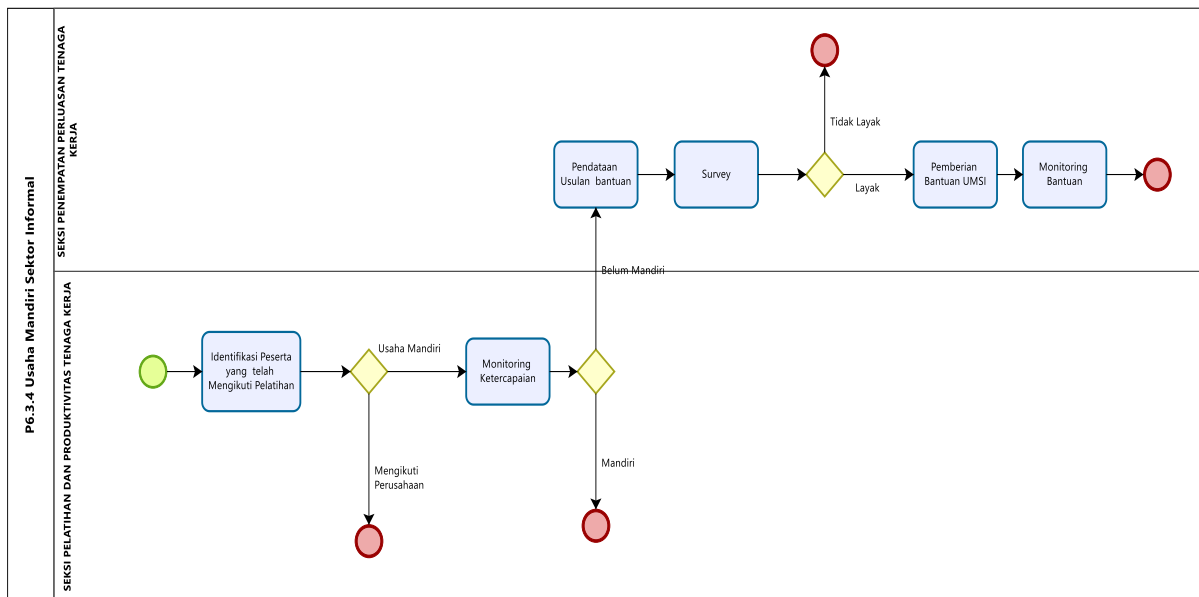 P6.3.4 Usaha Mandiri Sektor Informal
SEKSI PENEMPATAN PERLUASAN TENAGA
KERJA
Tidak Layak
Pendataan
Usulan bantuan
Survey
Layak
Pemberian
Bantuan UMSI
Monitoring
Bantuan
Belum Mandiri
SEKSI PELATIHAN DAN PRODUKTIVITAS TENAGA KERJA
Identifikasi Peserta
yang telah
Mengikuti Pelatihan
Usaha Mandiri
Monitoring
Ketercapaian
Mengikuti
Perusahaan
Mandiri